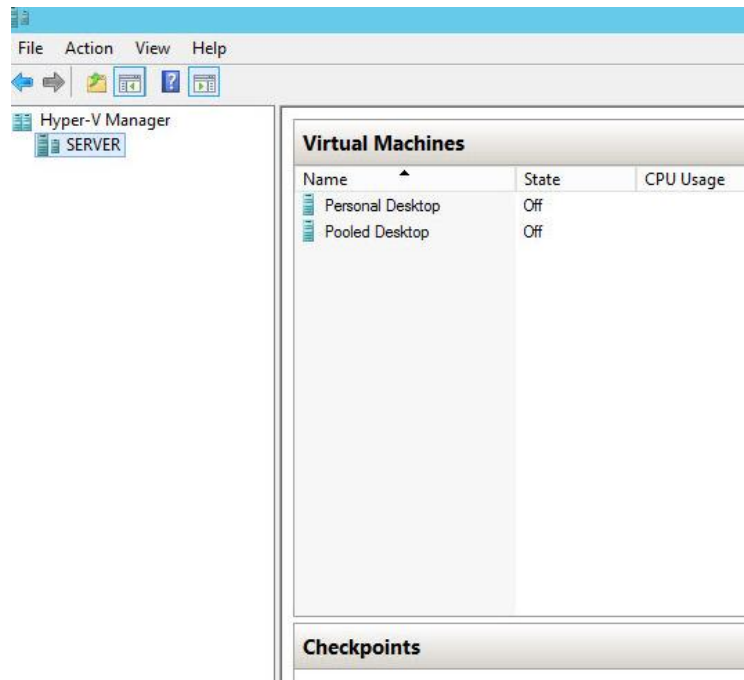 File Action View Help
Hyper-V Manager
SERVER
Virtual Machines
Name State CPU Usage
Personal Desktop Off
Pooled Desktop Off
Checkpoints